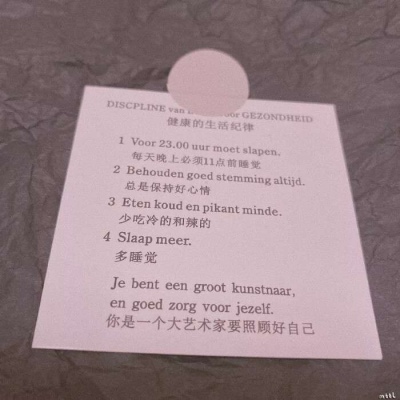 DISCPLINE van voor GEZONDHEID
健康的生活纪律
1 Voor 23.00 uur moet slapen.
每天晚上必须11点前睡觉
2 Behouden goed stemming altijd.
总是保持好心情
3 Eten koud en pikant minde.
少吃冷的和辣的
4 Slaap meer.
多睡觉
Je bent een groot kunstnaar,
en goed zorg voor jezelf.
你是一个大艺术家要照顾好自己